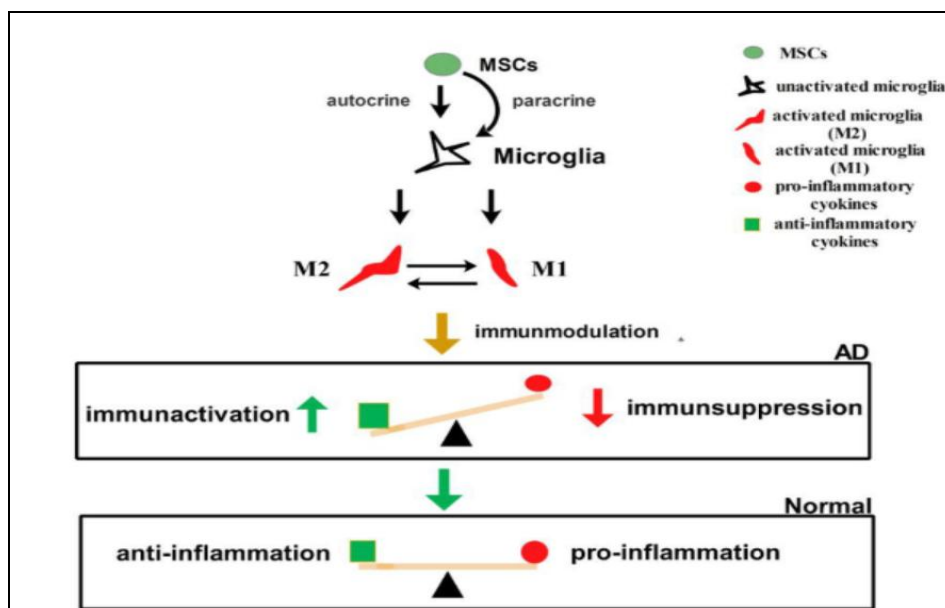 MSCs
autocrine
paracrine
Microglia
M2
M1
immunmodulation
MSCs
unactivated microglia
activated microglia
(M2)
activated microglia
(M1)
pro-inflammatory
cyokines
anti-inflammatory
cyokines
AD
immunactivation
immunsuppression
Normal
anti-inflammation
pro-inflammation